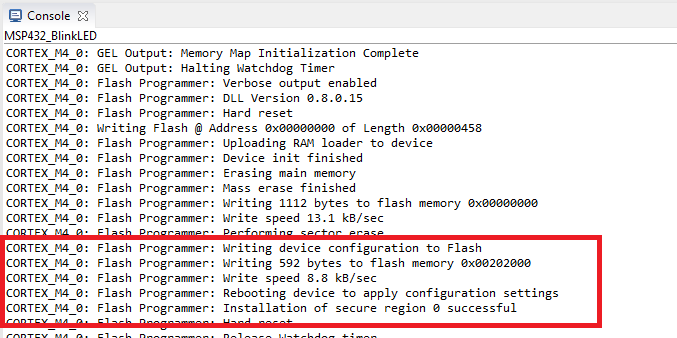 Console
MSP432_BlinkLED
CORTEX_M4_0: GEL Output: Memory Map Initialization Complete
CORTEX_M4_0: GEL Output: Halting Watchdog Timer
CORTEX_M4_0: Flash Programmer: Verbose output enabled
CORTEX_M4_0: Flash Programmer: DLL Version 0.8.0.15
CORTEX_M4_0: Flash Programmer: Hard reset
CORTEX_M4_0: Writing Flash @ Address 0x00000000 of Length 0x00000458
CORTEX_M4_0: Flash Programmer: Uploading RAM loader to device
CORTEX_M4_0: Flash Programmer: Device init finished
CORTEX_M4_0: Flash Programmer: Erasing main memory
CORTEX_M4_0: Flash Programmer: Mass erase finished
CORTEX_M4_0: Flash Programmer: Writing 1112 bytes to flash memory 0x00000000
CORTEX_M4_0: Flash Programmer: Write speed 13.1 kB/sec
CORTEX_M4_0: Flash Programmer: Performing sector erase
CORTEX_M4_0: Flash Programmer: Writing device configuration to Flash
CORTEX_M4_0: Flash Programmer: Writing 592 bytes to flash memory 0x00202000
CORTEX_M4_0: Flash Programmer: Write speed 8.8 kB/sec
CORTEX_M4_0: Flash Programmer: Rebooting device to apply configuration settings
CORTEX_M4_0: Flash Programmer: Installation of secure region 0 successful
CORTEX_M4_0: Flash Programmer: Hard reset
CORTEX_M4_0: Flash Programmer: Release Watchdog timer